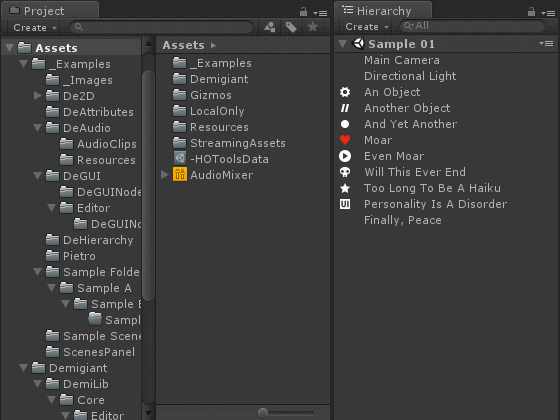 Project
Create
Assets
_Examples
_Images
De2D
DeAttributes
DeAudio
AudioClips
Resources
DeGUI
DeGUINode
Editor
DeGUINo
DeHierarchy
Pietro
Sample Folde
Sample A
Sample B
Sampl
Sample Scene
ScenesPanel
Demigiant
DemiLib
Core
Editor
Assets
_Examples
Demigiant
Gizmos
LocalOnly
Resources
StreamingAssets
-HOToolsData
AudioMixer
Hierarchy
Create
All
Sample 01
Main Camera
Directional Light
An Object
Another Object
And Yet Another
Moar
Even Moar
Will This Ever End
Too Long To Be A Haiku
UI Personality Is A Disorder
Finally, Peace